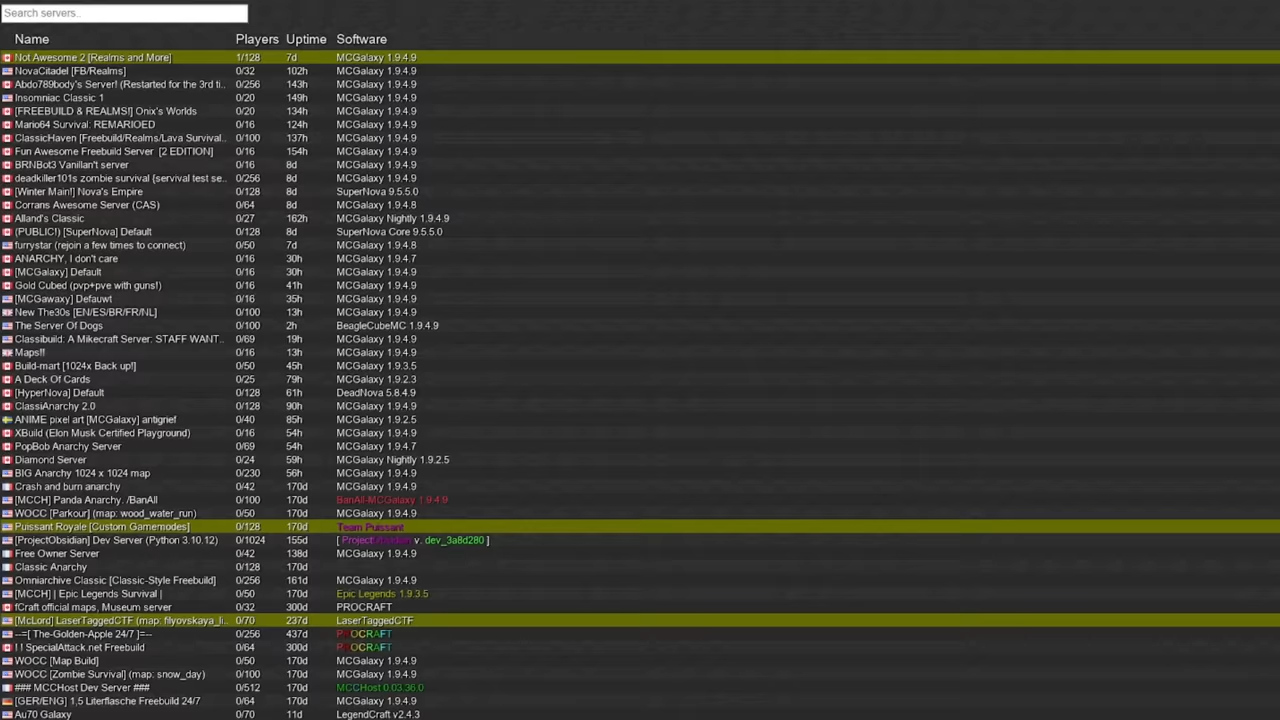 Search servers..
Name Players Uptime Software
Not Awesome 2 [Realms and More] 1/128 7d MCGalaxy 1.9.4.9
NovaCitadel [FB/Realms] 0/32 102h MCGalaxy 1.9.4.9
Abdo789body's Server! (Restarted for the 3rd ti.. 0/256 143h MCGalaxy 1.9.4.9
Insomniac Classic 1 0/20 149h MCGalaxy 1.9.4.9
[FREEBUILD & REALMS!] Onix's Worlds 0/20 134h MCGalaxy 1.9.4.9
Mario64 Survival: REMARIOED 0/16 124h MCGalaxy 1.9.4.9
ClassicHaven [Freebuild/Realms/Lava Survival.. 0/100 137h MCGalaxy 1.9.4.9
Fun Awesome Freebuild Server [2 EDITION] 0/16 154h MCGalaxy 1.9.4.9
BRNBot3 Vanillan't server 0/16 8d MCGalaxy 1.9.4.9
deadkiller101s zombie survival {servival test se.. 0/256 8d MCGalaxy 1.9.4.9
[Winter Main!] Nova's Empire 0/128 8d SuperNova 9.5.5.0
Corrans Awesome Server (CAS) 0/64 8d MCGalaxy 1.9.4.8
Alland's Classic 0/27 162h MCGalaxy Nightly 1.9.4.9
(PUBLIC!) [SuperNova] Default 0/128 8d SuperNova Core 9.5.5.0
furrystar (rejoin a few times to connect) 0/50 7d MCGalaxy 1.9.4.8
ANARCHY, I don't care 0/16 30h MCGalaxy 1.9.4.7
[MCGalaxy] Default 0/16 30h MCGalaxy 1.9.4.9
Gold Cubed (pvp+pve with guns!) 0/16 41h MCGalaxy 1.9.4.9
[MCGawaxy] Defauwt 0/16 35h MCGalaxy 1.9.4.9
New The30s [EN/ES/BR/FR/NL] 0/100 13h MCGalaxy 1.9.4.9
The Server Of Dogs 0/100 2h BeagleCubeMC 1.9.4.9
Classibuild: A Mikecraft Server: STAFF WANT.. 0/69 19h MCGalaxy 1.9.4.9
Maps!! 0/16 13h MCGalaxy 1.9.4.9
Build-mart [1024x Back up!] 0/50 45h MCGalaxy 1.9.3.5
A Deck Of Cards 0/25 79h MCGalaxy 1.9.2.3
[HyperNova] Default 0/128 61h DeadNova 5.8.4.9
ClassiAnarchy 2.0 0/128 90h MCGalaxy 1.9.4.9
ANIME pixel art [MCGalaxy] antigrief 0/40 85h MCGalaxy 1.9.2.5
XBuild (Elon Musk Certified Playground) 0/16 54h MCGalaxy 1.9.4.9
PopBob Anarchy Server 0/69 54h MCGalaxy 1.9.4.7
Diamond Server 0/24 59h MCGalaxy Nightly 1.9.2.5
BIG Anarchy 1024 x 1024 map 0/230 56h MCGalaxy 1.9.4.9
Crash and burn anarchy 0/42 170d MCGalaxy 1.9.4.9
[MCCH] Panda Anarchy. /BanAll 0/100 170d BanAll-MCGalaxy 1.9.4.9
WOCC [Parkour] (map: wood_water_run) 0/50 170d MCGalaxy 1.9.4.9
Puissant Royale [Custom Gamemodes] 0/128 170d Team Puissant
[ProjectObsidian] Dev Server (Python 3.10.12) 0/1024 155d [ ProjectObsidian v. dev_3a8d280 ]
Free Owner Server 0/42 138d MCGalaxy 1.9.4.9
Classic Anarchy 0/128 170d
Omniarchive Classic [Classic-Style Freebuild] 0/256 161d MCGalaxy 1.9.4.9
[MCCH] | Epic Legends Survival | 0/50 170d Epic Legends 1.9.3.5
fCraft official maps, Museum server 0/32 300d PROCRAFT
[McLord] LaserTaggedCTF (map: filyovskaya_li.. 0/70 237d LaserTaggedCTF
--=[ The-Golden-Apple 24/7 ]=-- 0/256 437d PROCRAFT
! ! SpecialAttack.net Freebuild 0/64 300d PROCRAFT
WOCC [Map Build] 0/50 170d MCGalaxy 1.9.4.9
WOCC [Zombie Survival) (map: snow_day) 0/100 170d MCGalaxy 1.9.4.9
### MCCHost Dev Server ### 0/512 170d MCCHost 0.03.36.0
[GER/ENG] 1,5 Literflasche Freebuild 24/7 0/64 170d MCGalaxy 1.9.4.9
Au70 Galaxy 0/70 11d LegendCraft v2.4.3